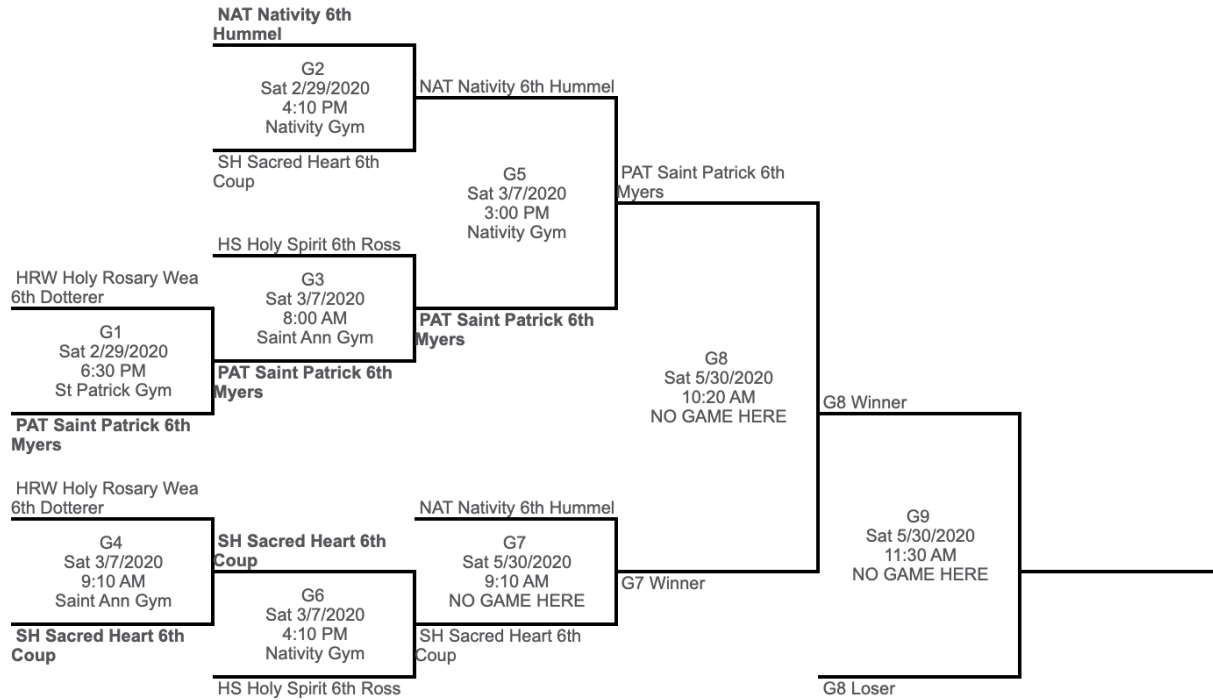 NAT Nativity 6th
Hummel
G2
Sat 2/29/2020
4:10 PM
Nativity Gym
SH Sacred Heart 6th
Coup
NAT Nativity 6th Hummel
G5
Sat 3/7/2020
3:00 PM
Nativity Gym
PAT Saint Patrick 6th
Myers
HS Holy Spirit 6th Ross
G3
Sat 3/7/2020
8:00 AM
Saint Ann Gym
PAT Saint Patrick 6th
Myers
HRW Holy Rosary Wea
6th Dotterer
G1
Sat 2/29/2020
6:30 PM
St Patrick Gym
PAT Saint Patrick 6th
Myers
PAT Saint Patrick 6th
Myers
G8
Sat 5/30/2020
10:20 AM
NO GAME HERE
G8 Winner
HRW Holy Rosary Wea
6th Dotterer
G4
Sat 3/7/2020
9:10 AM
Saint Ann Gym
SH Sacred Heart 6th
Coup
SH Sacred Heart 6th
Coup
G6
Sat 3/7/2020
4:10 PM
Nativity Gym
HS Holy Spirit 6th Ross
NAT Nativity 6th Hummel
G7
Sat 5/30/2020
9:10 AM
NO GAME HERE
SH Sacred Heart 6th
Coup
G7 Winner
G9
Sat 5/30/2020
11:30 AM
NO GAME HERE
G8 Loser